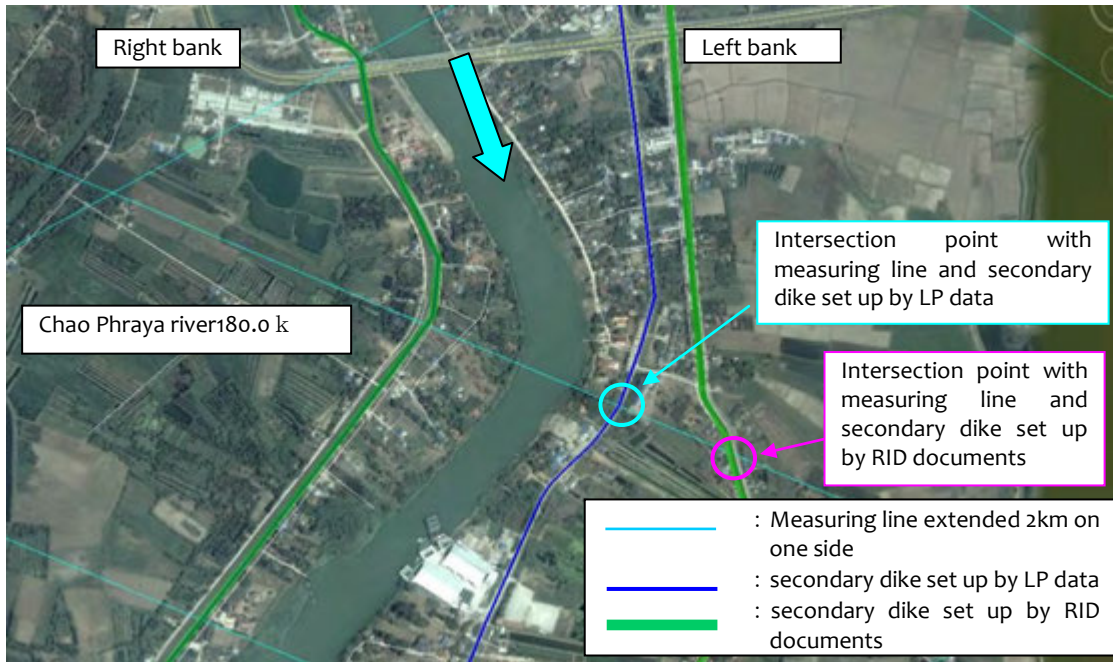 Right bank
Left bank
Intersection point with
measuring line and secondary
dike set up by LP data
Chao Phraya river180.0 k
Intersection point with
measuring line and
secondary dike set up
by RID documents
: Measuring line extended 2km on
one side
: secondary dike set up by LP data
: secondary dike set up by RID
documents